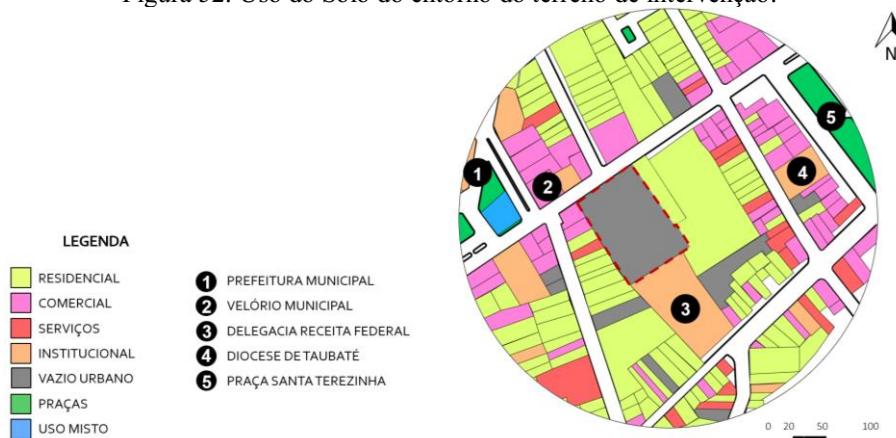 Figura 32: Uso do Solo do entorno do terreno de intervenção.
N
1
2
3
4
5
LEGENDA
RESIDENCIAL
COMERCIAL
SERVIÇOS
INSTITUCIONAL
VAZIO URBANO
PRAÇAS
USO MISTO
1 PREFEITURA MUNICIPAL
2 VELÓRIO MUNICIPAL
3 DELEGACIA RECEITA FEDERAL
4 DIOCESE DE TAUBATÉ
5 PRAÇA SANTA TEREZINHA
0 20 50 100